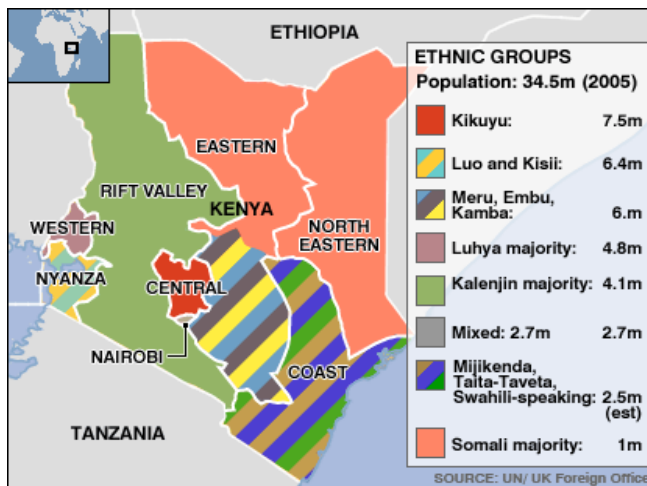 ETHIOPIA
EASTERN
RIFT VALLEY
KENYA
WESTERN
NORTH
EASTERN
NYANZA
CENTRAL
NAIROBI
COAST
TANZANIA
ETHNIC GROUPS
Population: 34.5m (2005)
Kikuyu: 7.5m
Luo and Kisii: 6.4m
Meru, Embu,
Kamba: 6.m
Luhya majority: 4.8m
Kalenjin majority: 4.1m
Mixed: 2.7m 2.7m
Mijikenda,
Taita-Taveta,
Swahili-speaking: 2.5m
(est)
Somali majority: 1m
SOURCE: UN/ UK Foreign Office